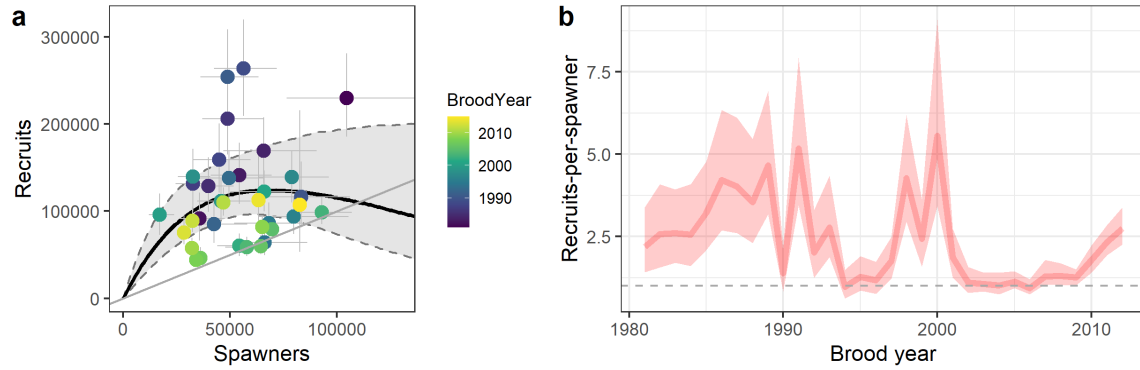 a
Recruits
300000
200000
100000
0
0
50000
100000
Spawners
BroodYear
2010
2000
1990
b
Recruits-per-spawner
7.5
5.0
2.5
1980
1990
2000
2010
Brood year